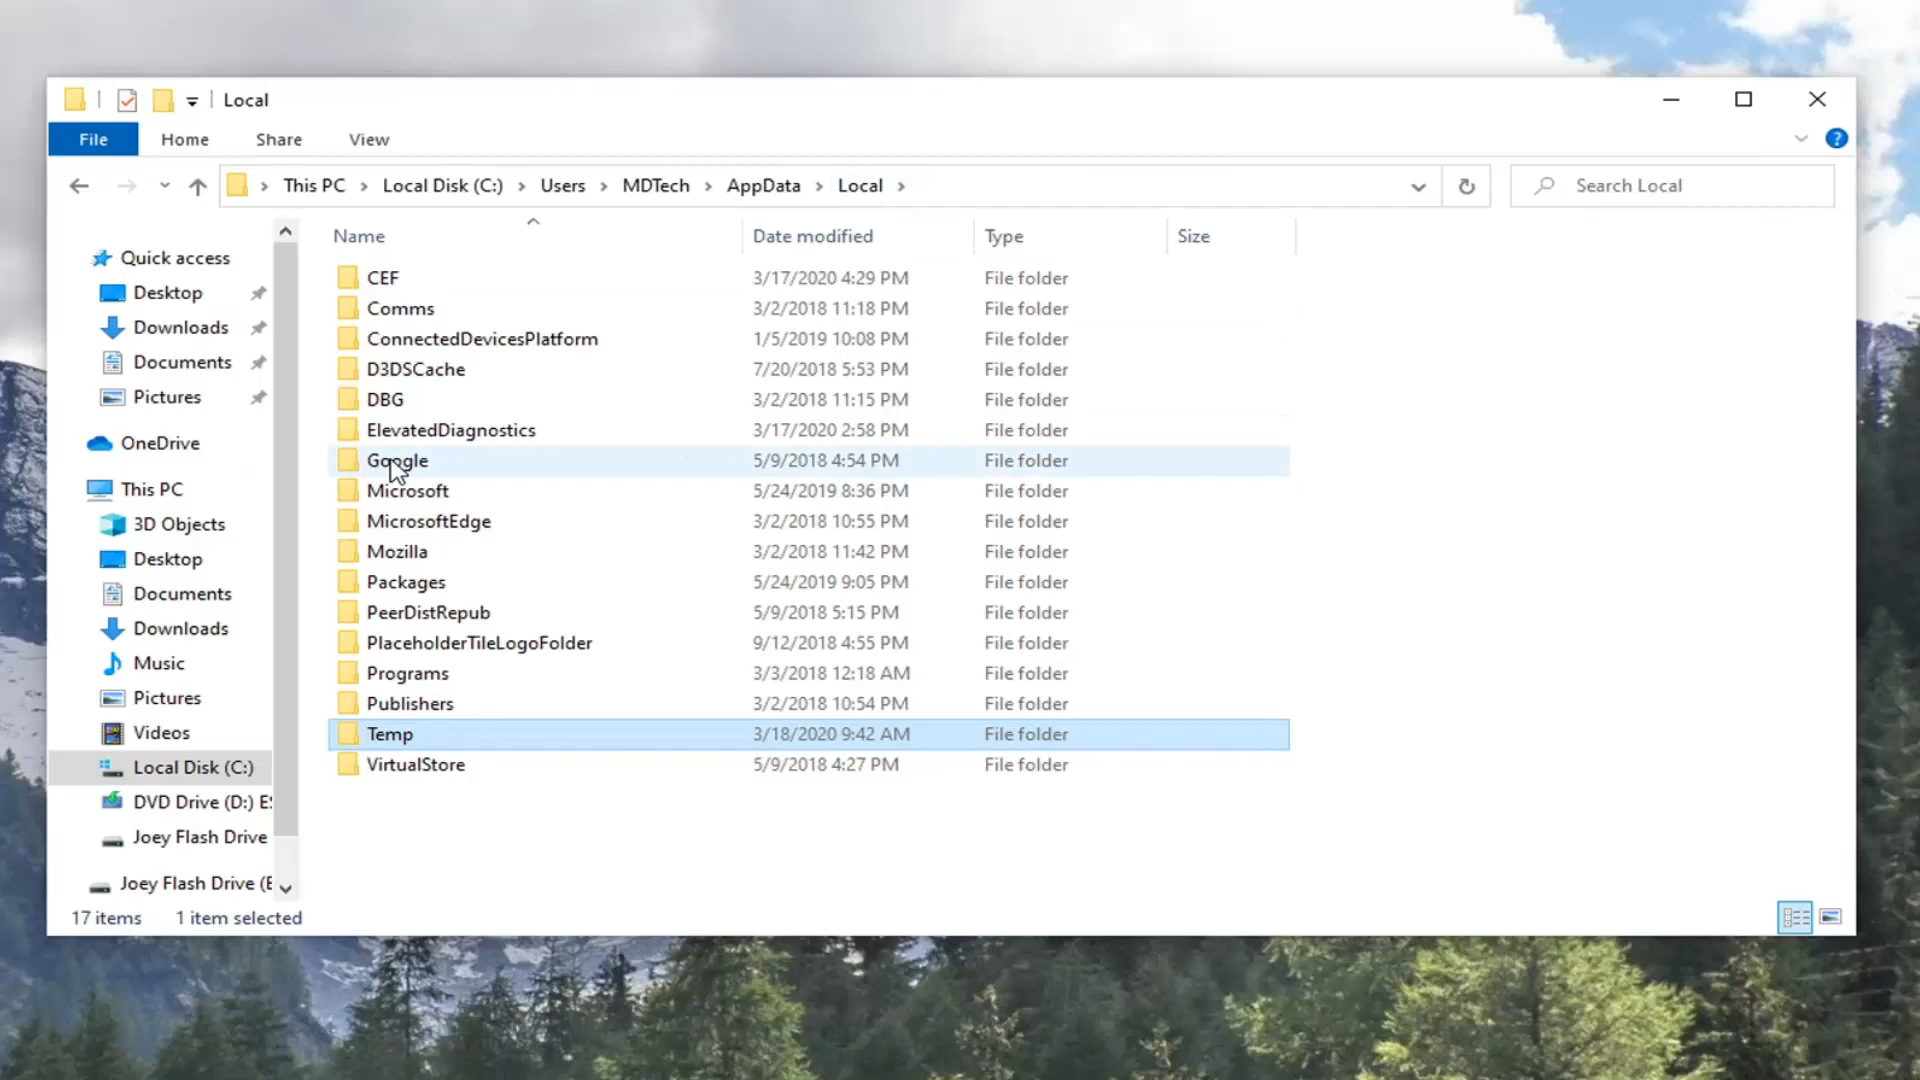 Local
File Home Share View
This PC Local Disk (C:) Users MDTech AppData Local
Search Local
Name Date modified Type Size
Quick access
Desktop
Downloads
Documents
Pictures
OneDrive
This PC
3D Objects
Desktop
Documents
Downloads
Music
Pictures
Videos
Local Disk (C:)
DVD Drive (D:) ES
Joey Flash Drive
Joey Flash Drive (E
CEF 3/17/2020 4:29 PM File folder
Comms 3/2/2018 11:18 PM File folder
ConnectedDevicesPlatform 1/5/2019 10:08 PM File folder
D3DSCache 7/20/2018 5:53 PM File folder
DBG 3/2/2018 11:15 PM File folder
ElevatedDiagnostics 3/17/2020 2:58 PM File folder
Google 5/9/2018 4:54 PM File folder
Microsoft 5/24/2019 8:36 PM File folder
MicrosoftEdge 3/2/2018 10:55 PM File folder
Mozilla 3/2/2018 11:42 PM File folder
Packages 5/24/2019 9:05 PM File folder
PeerDistRepub 5/9/2018 5:15 PM File folder
PlaceholderTileLogoFolder 9/12/2018 4:55 PM File folder
Programs 3/3/2018 12:18 AM File folder
Publishers 3/2/2018 10:54 PM File folder
Temp 3/18/2020 9:42 AM File folder
VirtualStore 5/9/2018 4:27 PM File folder
17 items 1 item selected